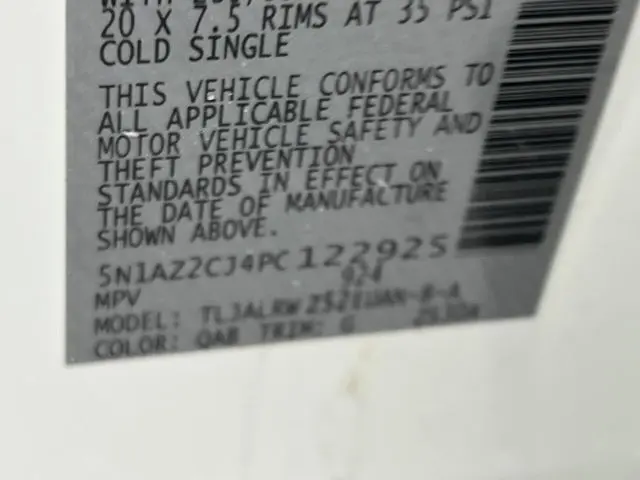 20 X 7.5 RIMS AT 35 PSI
COLD SINGLE
THIS VEHICLE CONFORMS TO
ALL APPLICABLE FEDERAL
MOTOR VEHICLE SAFETY AND
THEFT PREVENTION
STANDARDS IN EFFECT ON
THE DATE OF MANUFACTURE
SHOWN ABOVE.
5N1AZ2CJ4PC122925
MPV 924
MODEL:
COLOR: QAB TRIM: G